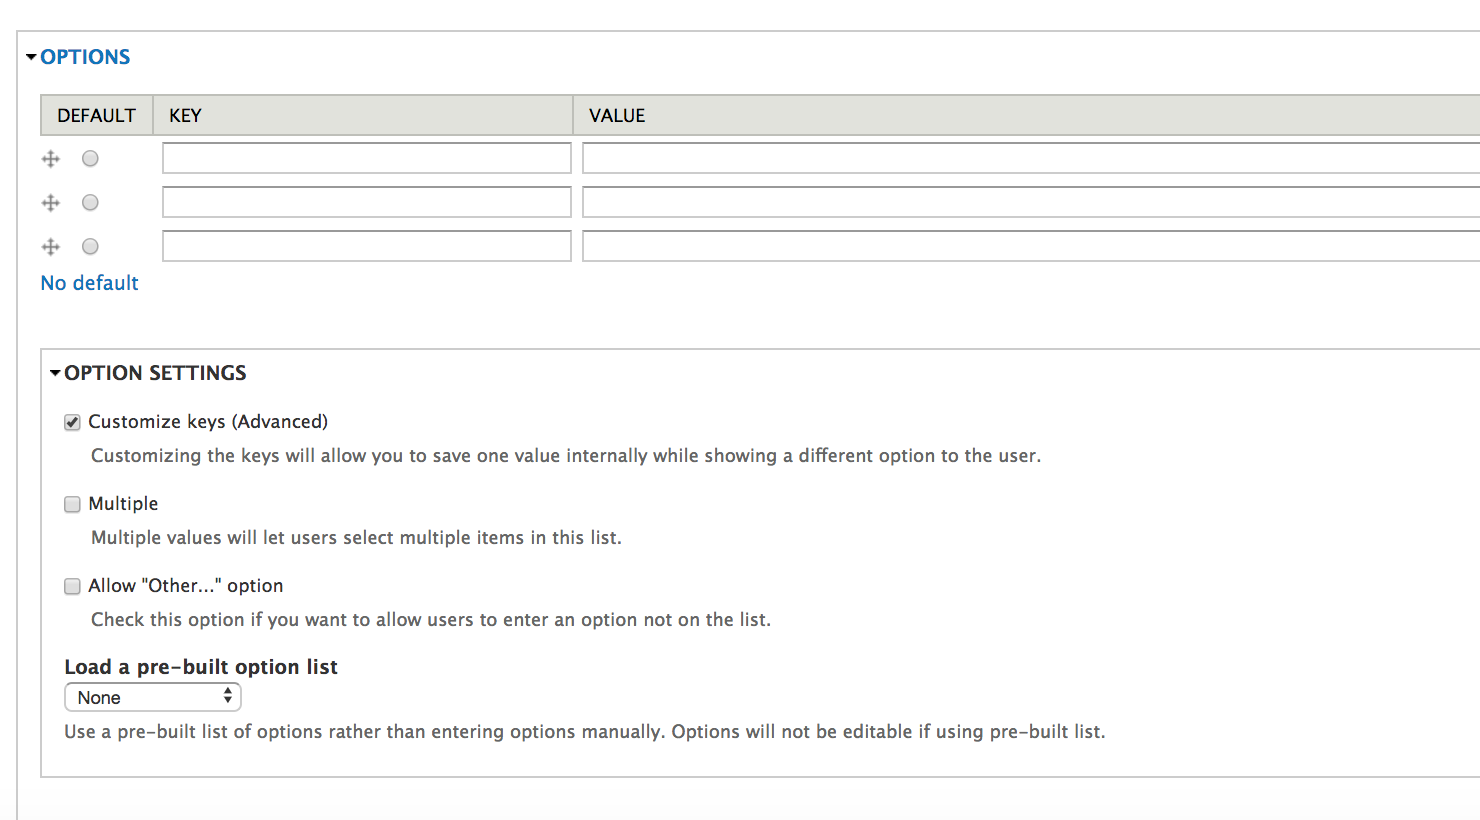 OPTIONS
DEFAULT KEY VALUE
No default
OPTION SETTINGS
Customize keys (Advanced)
Customizing the keys will allow you to save one value internally while showing a different option to the user.
Multiple
Multiple values will let users select multiple items in this list.
Allow "Other..." option
Check this option if you want to allow users to enter an option not on the list.
Load a pre-built option list
None
Use a pre-built list of options rather than entering options manually. Options will not be editable if using pre-built list.